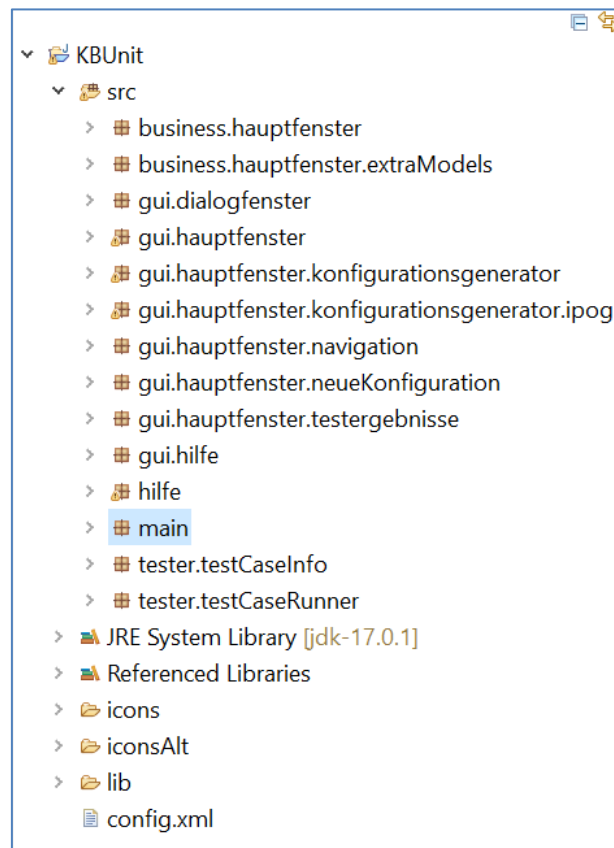 KBUnit
src
business.hauptfenster
business.hauptfenster.extraModels
gui.dialogfenster
gui.hauptfenster
gui.hauptfenster.konfigurationsgenerator
gui.hauptfenster.konfigurationsgenerator.ipog
gui.hauptfenster.navigation
gui.hauptfenster.neueKonfiguration
gui.hauptfenster.testergebnisse
gui.hilfe
hilfe
main
tester.testCaseInfo
tester.testCaseRunner
JRE System Library [jdk-17.0.1]
Referenced Libraries
icons
iconsAlt
lib
config.xml